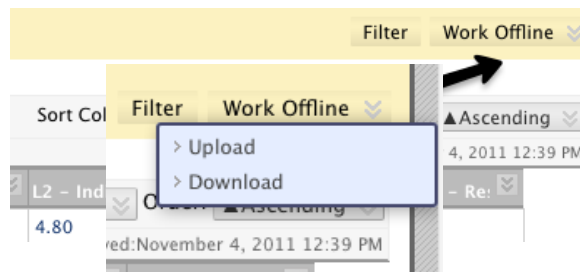 Filter Work Offline
Sort Col
Filter Work Offline
> Upload
> Download
Order: ▲Ascending
ved:November 4, 2011 12:39 PM
▲Ascending
4, 2011 12:39 PM
L2 – Ind
– Re:
4.80